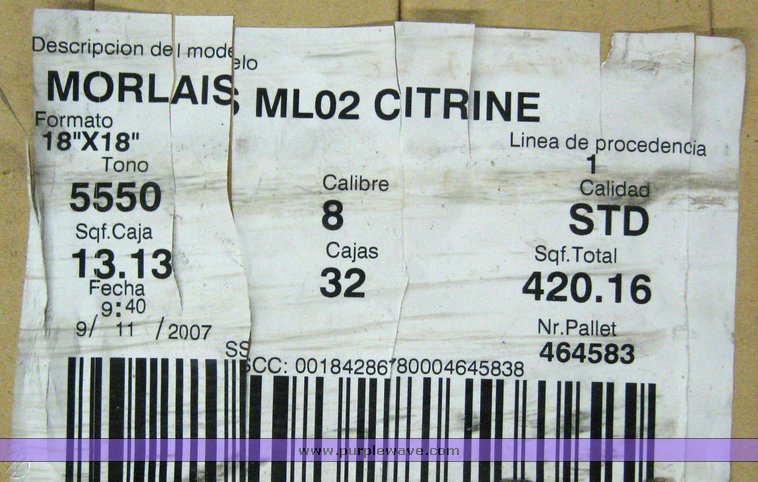 Descripcion del modelo
MORLAIS ML02 CITRINE
Formato
18"X18"
Linea de procedencia
1
Tono
5550
Calibre
8
Calidad
STD
Sqf.Caja
13.13
Cajas
32
Sqf.Total
420.16
Fecha
9:40
9/ 11 /2007
Nr.Pallet
464583
SSCC: 00184286780004645838
www.purplewave.com